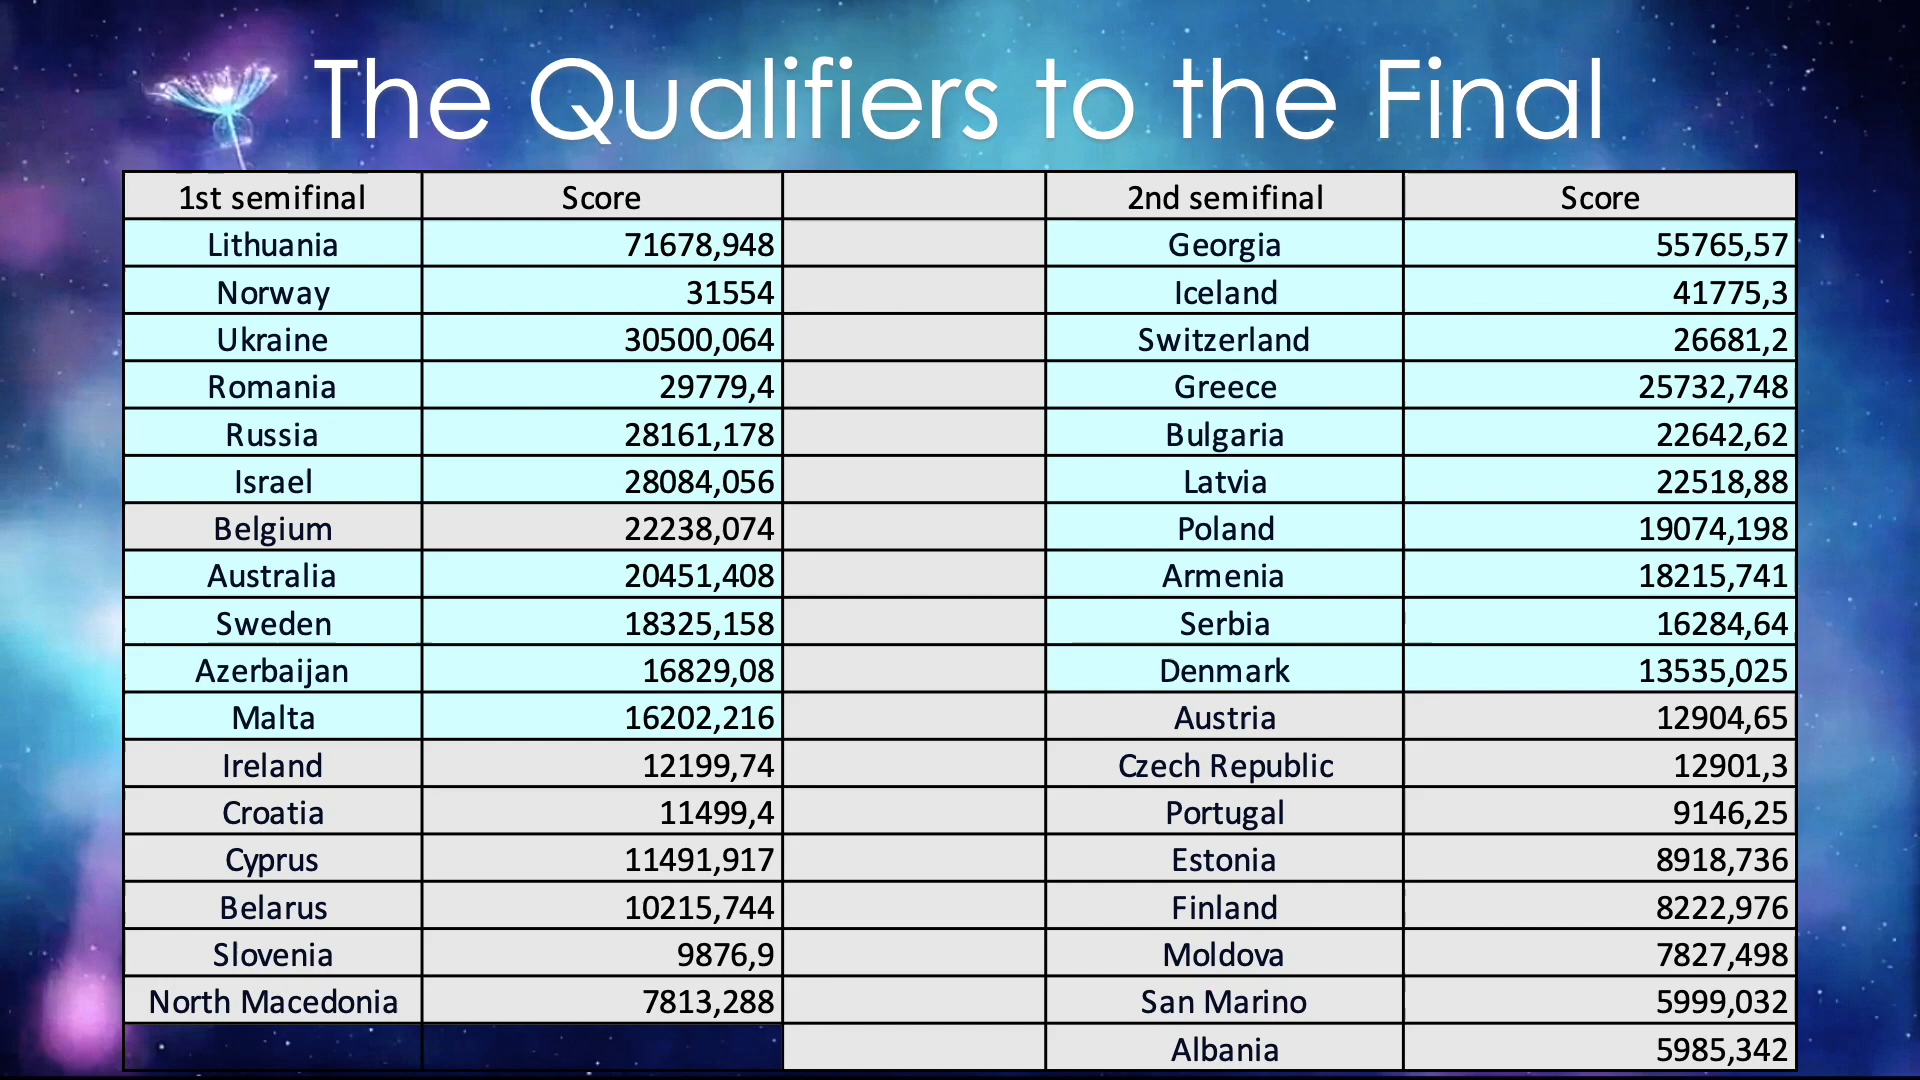 The Qualifiers to the Final
1st semifinal Score 2nd semifinal Score
Lithuania 71678,948 Georgia 55765,57
Norway 31554 Iceland 41775,3
Ukraine 30500,064 Switzerland 26681,2
Romania 29779,4 Greece 25732,748
Russia 28161,178 Bulgaria 22642,62
Israel 28084,056 Latvia 22518,88
Belgium 22238,074 Poland 19074,198
Australia 20451,408 Armenia 18215,741
Sweden 18325,158 Serbia 16284,64
Azerbaijan 16829,08 Denmark 13535,025
Malta 16202,216 Austria 12904,65
Ireland 12199,74 Czech Republic 12901,3
Croatia 11499,4 Portugal 9146,25
Cyprus 11491,917 Estonia 8918,736
Belarus 10215,744 Finland 8222,976
Slovenia 9876,9 Moldova 7827,498
North Macedonia 7813,288 San Marino 5999,032
Albania 5985,342